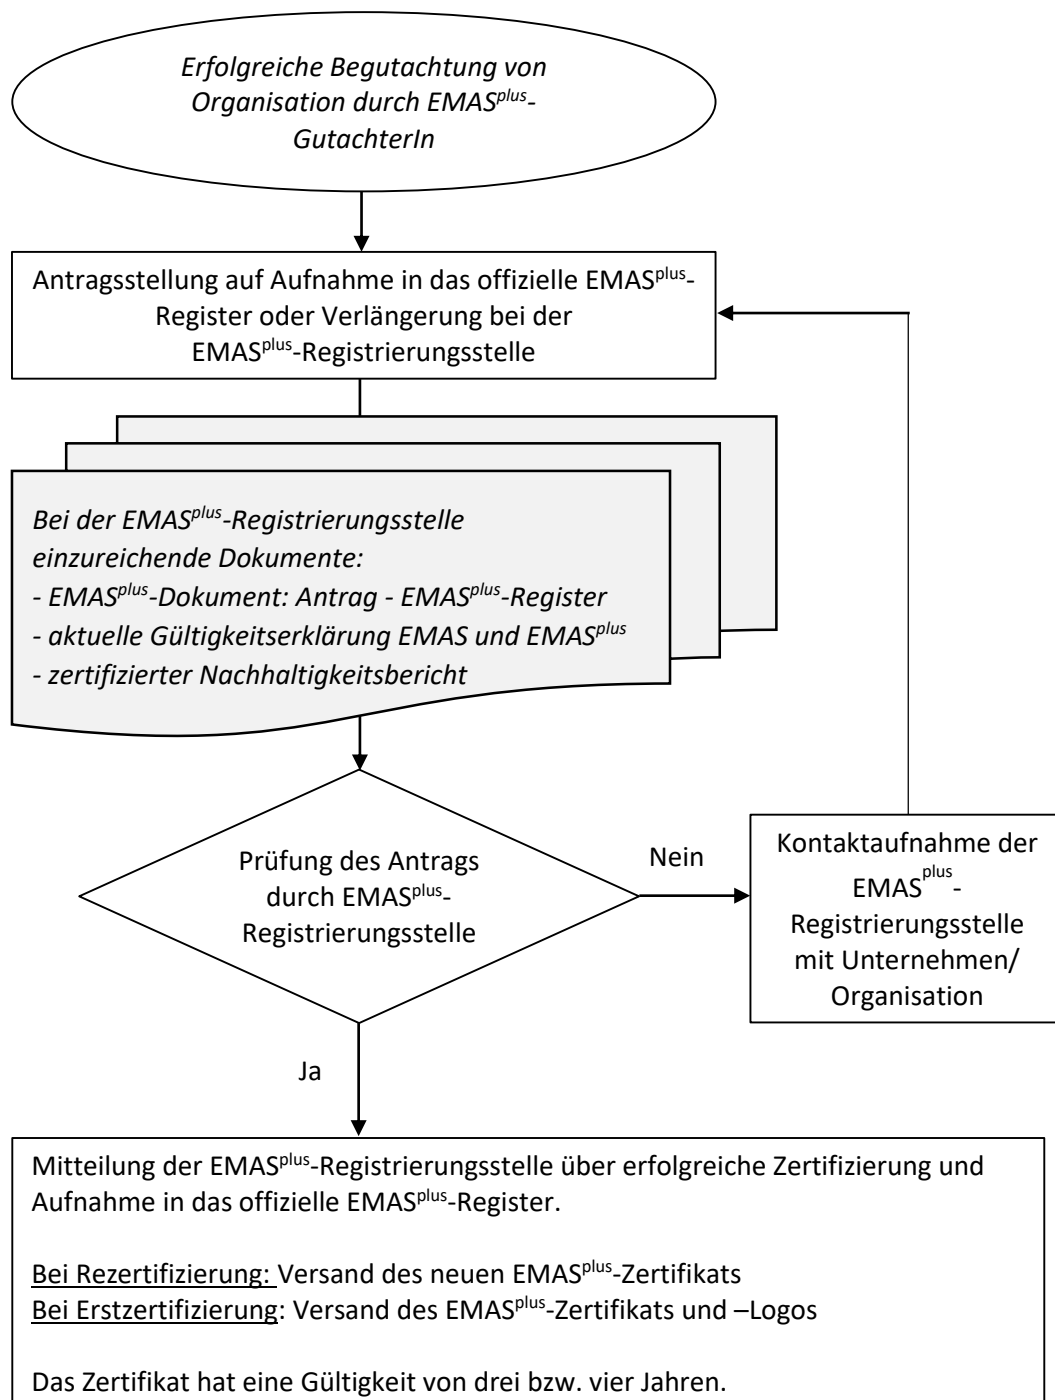 Erfolgreiche Begutachtung von
Organisation durch EMASplus-
GutachterIn
Antragsstellung auf Aufnahme in das offizielle EMASplus-
Register oder Verlängerung bei der
EMASplus-Registrierungsstelle
Bei der EMASplus-Registrierungsstelle
einzureichende Dokumente:
- EMASplus-Dokument: Antrag - EMASplus-Register
- aktuelle Gültigkeitserklärung EMAS und EMASplus
- zertifizierter Nachhaltigkeitsbericht
Prüfung des Antrags
durch EMASplus-
Registrierungsstelle
Nein
Kontaktaufnahme der
EMASplus-
Registrierungsstelle
mit Unternehmen/
Organisation
Ja
Mitteilung der EMASplus-Registrierungsstelle über erfolgreiche Zertifizierung und
Aufnahme in das offizielle EMASplus-Register.
Bei Rezertifizierung: Versand des neuen EMASplus-Zertifikats
Bei Erstzertifizierung: Versand des EMASplus-Zertifikats und –Logos
Das Zertifikat hat eine Gültigkeit von drei bzw. vier Jahren.